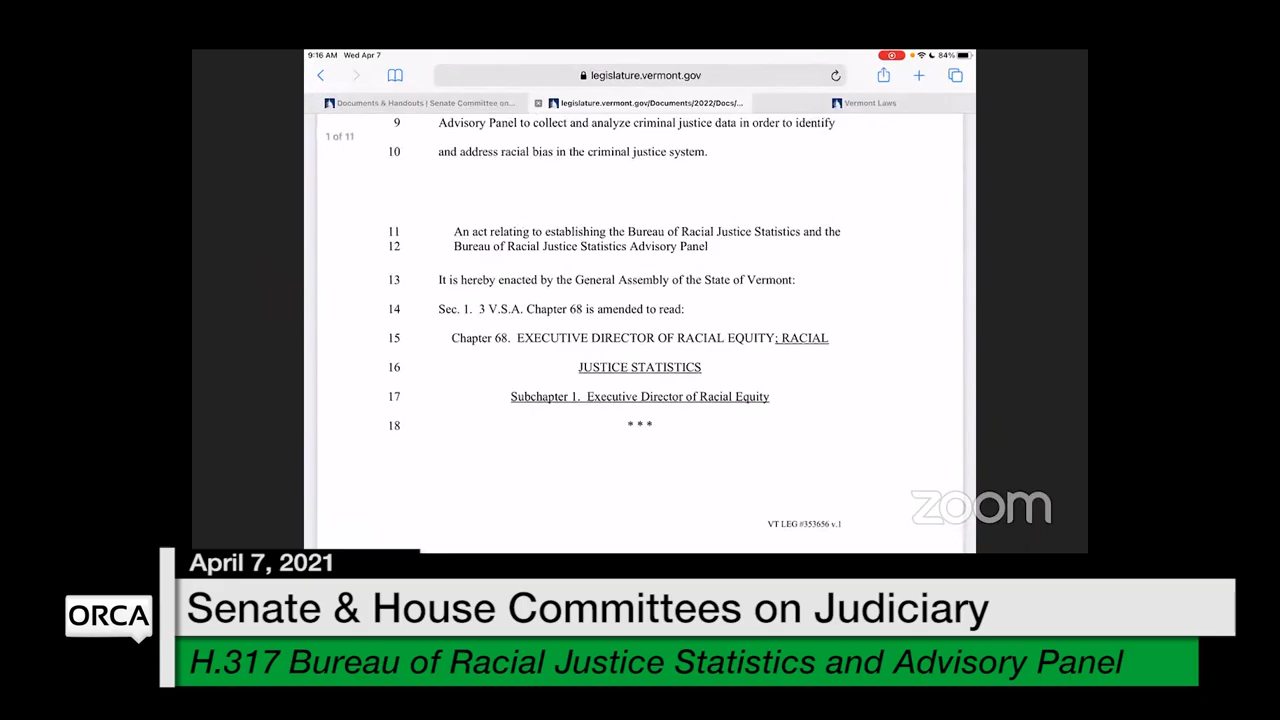 9:16 AM Wed Apr 7
84%
legislature.vermont.gov
Documents & Handouts | Senate Committee on...
legislature.vermont.gov/Documents/2022/Docs/...
Vermont Laws
9 Advisory Panel to collect and analyze criminal justice data in order to identify
1 of 11
10 and address racial bias in the criminal justice system.
11 An act relating to establishing the Bureau of Racial Justice Statistics and the
12 Bureau of Racial Justice Statistics Advisory Panel
13 It is hereby enacted by the General Assembly of the State of Vermont:
14 Sec. 1. 3 V.S.A. Chapter 68 is amended to read:
15 Chapter 68. EXECUTIVE DIRECTOR OF RACIAL EQUITY; RACIAL
16 JUSTICE STATISTICS
17 Subchapter 1. Executive Director of Racial Equity
18 * * *
zoom
VT LEG #353656 v.1
April 7, 2021
ORCA
Senate & House Committees on Judiciary
H.317 Bureau of Racial Justice Statistics and Advisory Panel